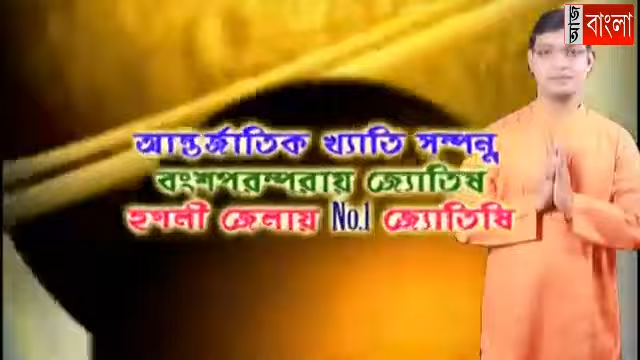 আজ বাংলা
আন্তর্জাতিক খ্যাতি সম্পন্ন
বংশপরম্পরায় জ্যোতিষ
হুগলী জেলায় No.1 জ্যোতিষি